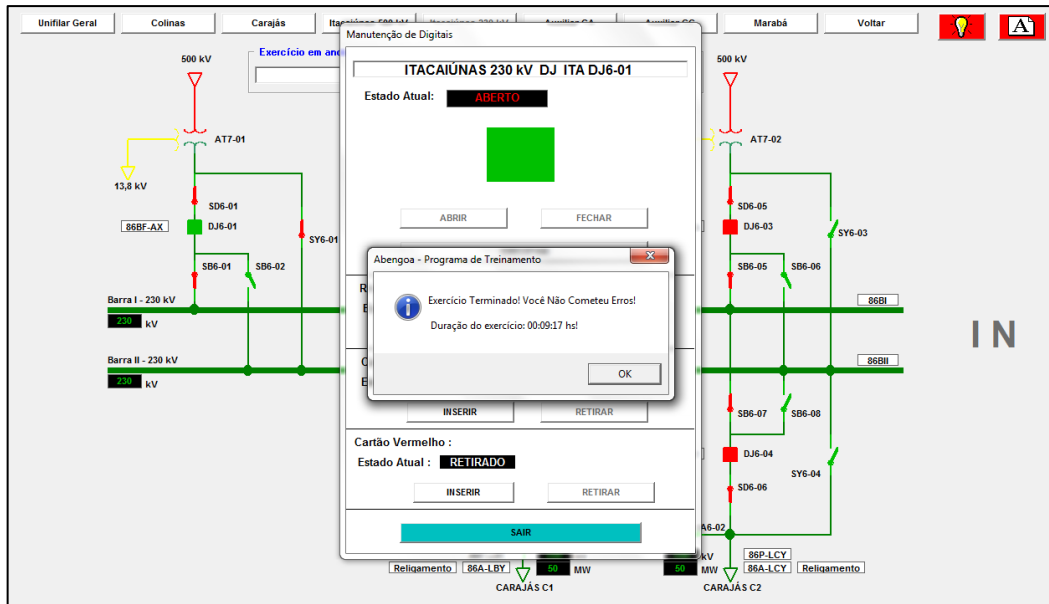 Unifilar Geral
Colinas
Carajás
Marabá
Voltar
A
Manutenção de Digitais
Exercício em
500 kV
500 kV
ITACAIÚNAS 230 kV DJ ITA DJ6-01
Estado Atual: ABERTO
AT7-01
AT7-02
13,8 kV
SD6-01
SD6-05
ABRIR
FECHAR
86BF-AX
DJ6-01
DJ6-03
SY6-01
SY6-03
Abengoa - Programa de Treinamento
SB6-01
SB6-02
SB6-05
SB6-06
Exercício Terminado! Você Não Cometeu Erros!
Barra I - 230 kV
86BI
230 kV
Duração do exercício: 00:09:17 hs!
I N
Barra II - 230 kV
86BII
230 kV
OK
INSERIR
RETIRAR
SB6-07
SB6-08
Cartão Vermelho :
Estado Atual : RETIRADO
DJ6-04
SY6-04
INSERIR
RETIRAR
SD6-06
SAIR
A6-02
kV
86P-LCY
Religamento
86A-LBY
50 MW
50 MW
86A-LCY
Religamento
CARAJÁS C1
CARAJÁS C2